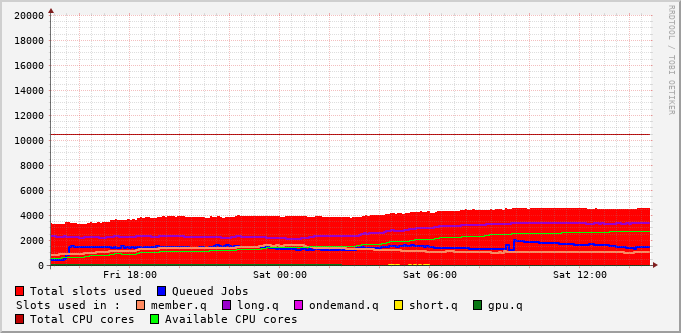 RRDTOOL / TOBI OETIKER
20000
18000
16000
14000
12000
10000
8000
6000
4000
2000
0
Fri 18:00 Sat 00:00 Sat 06:00 Sat 12:00
Total slots used Queued Jobs
Slots used in : member.q long.q ondemand.q short.q gpu.q
Total CPU cores Available CPU cores